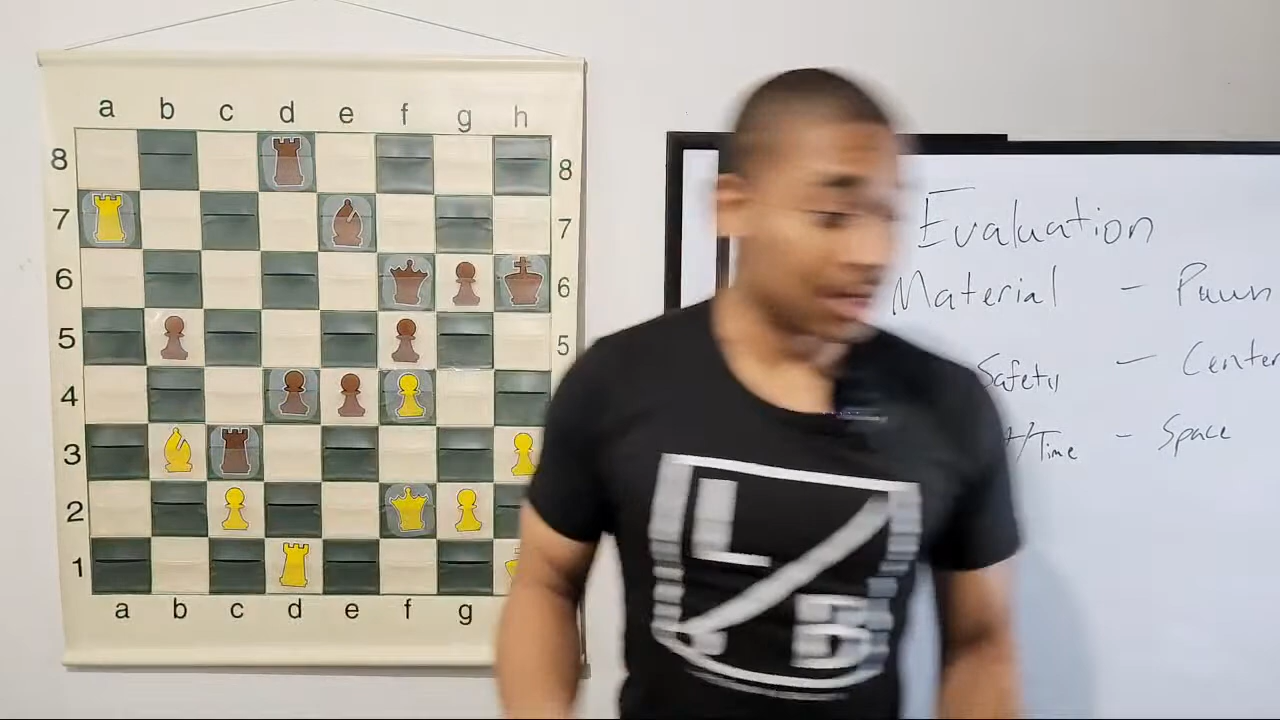 a b c d e f g h
8 8
7 7
6 6
5 5
4
3
2
1
a b c d e f g
Evaluation
Material - Pawn
Safety - Center
/Time - Space
L
B